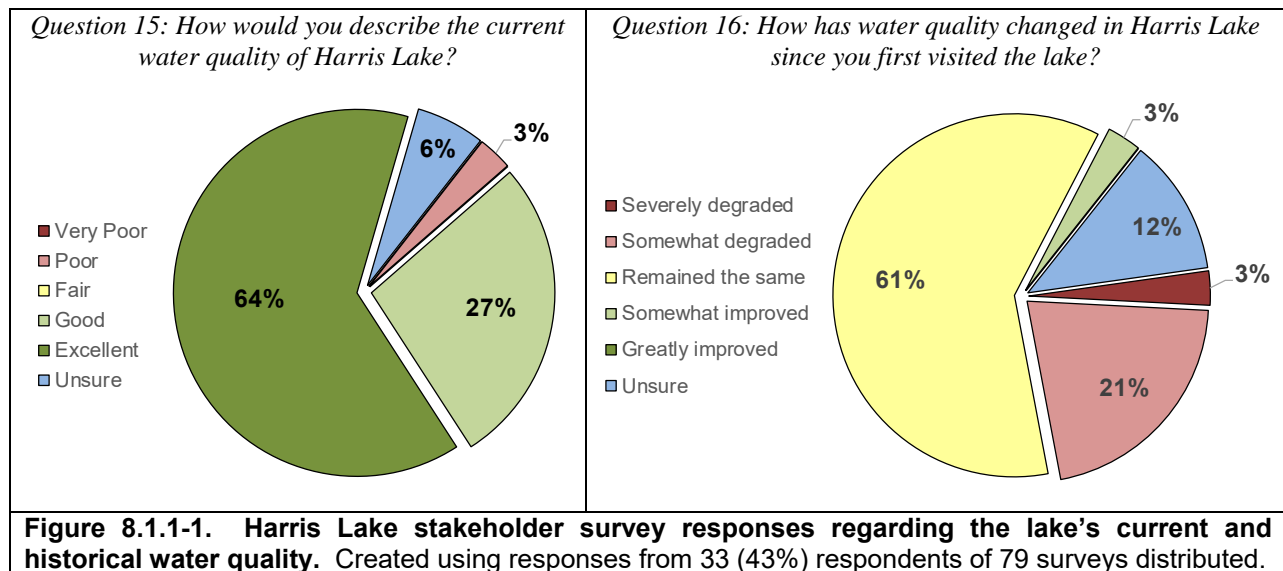 Question 15: How would you describe the current
water quality of Harris Lake?
6%
3%
Very Poor
Poor
Fair
Good
Excellent
Unsure
64%
27%
Question 16: How has water quality changed in Harris Lake
since you first visited the lake?
3%
Severely degraded
Somewhat degraded
Remained the same
Somewhat improved
Greatly improved
Unsure
61%
12%
3%
21%
Figure 8.1.1-1. Harris Lake stakeholder survey responses regarding the lake's current and
historical water quality. Created using responses from 33 (43%) respondents of 79 surveys distributed.